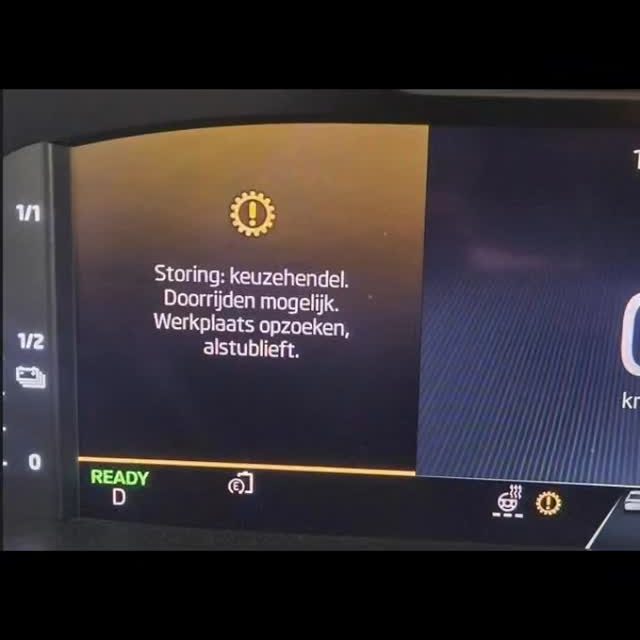 1/1
Storing: keuzehendel.
Doorrijden mogelijk.
Werkplaats opzoeken,
alstublieft.
1/2
0
READY
D
E